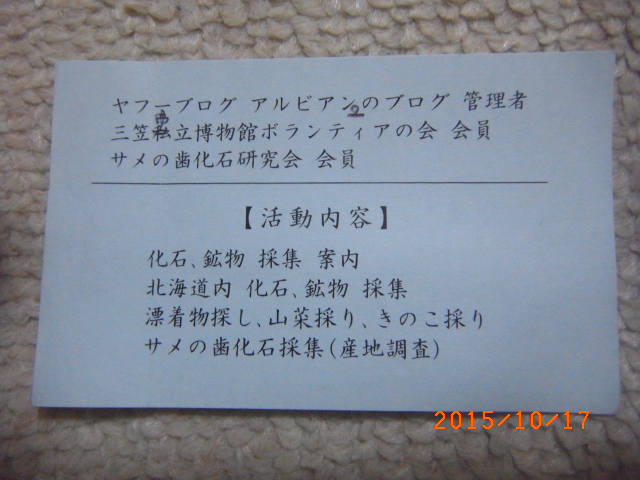 ヤフーブログ アルビアン2のブログ 管理者
三笠市立博物館ボランティアの会 会員
サメの歯化石研究会 会員
【活動内容】
化石、鉱物 採集 案内
北海道内 化石、鉱物 採集
漂着物探し、山菜採り、きのこ採り
サメの歯化石採集(産地調査)
2015/10/17